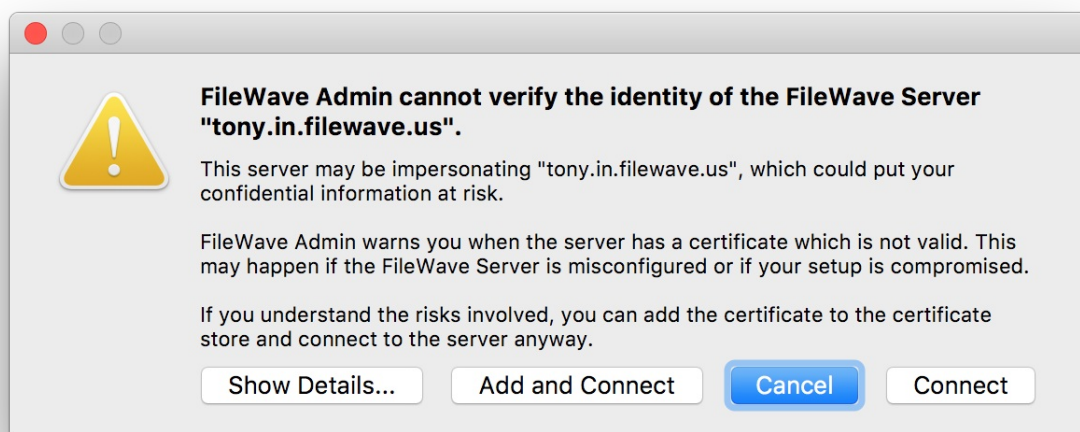 FileWave Admin cannot verify the identity of the FileWave Server
"tony.in.filewave.us".
This server may be impersonating "tony.in.filewave.us", which could put your
confidential information at risk.
FileWave Admin warns you when the server has a certificate which is not valid. This
may happen if the FileWave Server is misconfigured or if your setup is compromised.
If you understand the risks involved, you can add the certificate to the certificate
store and connect to the server anyway.
Show Details... Add and Connect Cancel Connect